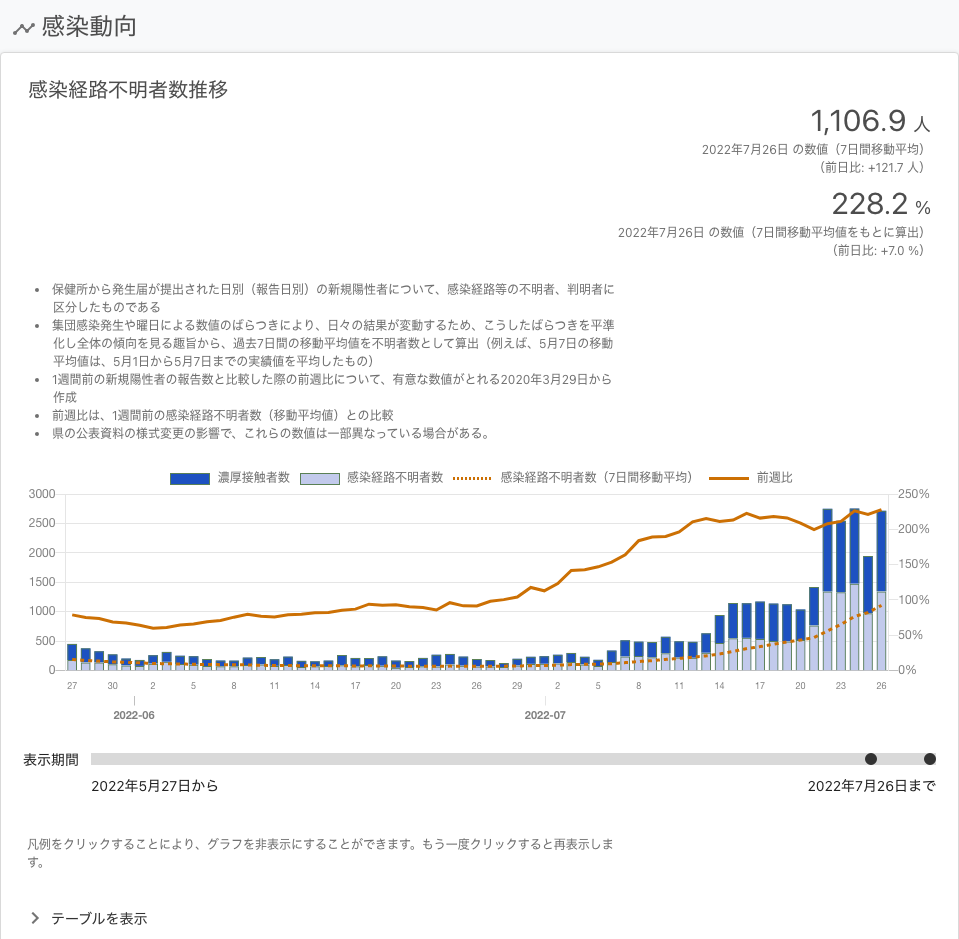 感染動向
感染経路不明者数推移
1,106.9 人
2022年7月26日 の数値（7日間移動平均）
（前日比: +121.7 人）
228.2 %
2022年7月26日 の数値（7日間移動平均値をもとに算出）
（前日比: +7.0 %）
• 保健所から発生届が提出された日別（報告日別）の新規陽性者について、感染経路等の不明者、判明者に
区分したものである
• 集団感染発生や曜日による数値のばらつきにより、日々の結果が変動するため、こうしたばらつきを平準
化し全体の傾向を見る趣旨から、過去7日間の移動平均値を不明者数として算出（例えば、5月7日の移動
平均値は、5月1日から5月7日までの実績値を平均したもの）
• 1週間前の新規陽性者の報告数と比較した際の前週比について、有意な数値がとれる2020年3月29日から
作成
• 前週比は、1週間前の感染経路不明者数（移動平均値）との比較
• 県の公表資料の様式変更の影響で、これらの数値は一部異なっている場合がある。
濃厚接触者数 感染経路不明者数 感染経路不明者数（7日間移動平均） 前週比
3000 250%
2500 200%
2000 150%
1500 100%
1000 50%
500 0%
0
27 30 2 5 8 11 14 17 20 23 26 29 2 5 8 11 14 17 20 23 26
2022-06 2022-07
表示期間
2022年5月27日から 2022年7月26日まで
凡例をクリックすることにより、グラフを非表示にすることができます。もう一度クリックすると再表示しま
す。
テーブルを表示